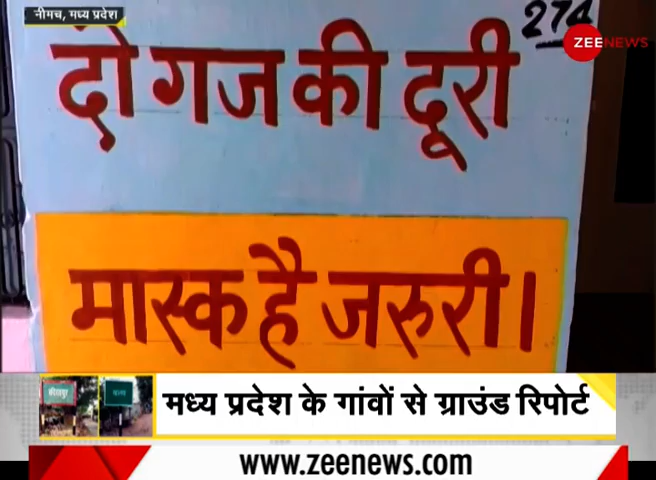 नीमच, मध्य प्रदेश
274
ZEENEWS
दो गज की दूरी
मास्क है जरुरी।
मध्य प्रदेश के गांवों से ग्राउंड रिपोर्ट
www.zeenews.com